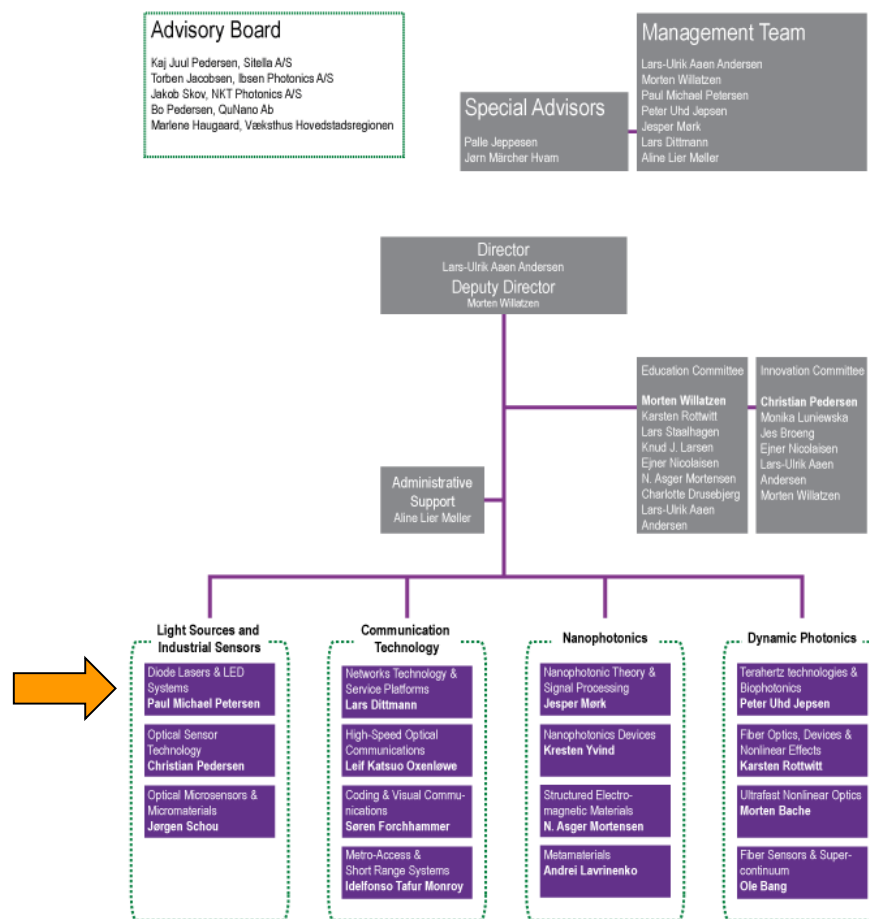 Advisory Board
Kaj Juul Pedersen, Sitella A/S
Torben Jacobsen, Ibsen Photonics A/S
Jakob Skov, NKT Photonics A/S
Bo Pedersen, QuNano Ab
Marlene Haugaard, Væksthus Hovedstadsregionen
Special Advisors
Palle Jeppesen
Jørn Märcher Hvam
Management Team
Lars-Ulrik Aaen Andersen
Morten Willatzen
Paul Michael Petersen
Peter Uhd Jepsen
Jesper Mørk
Lars Dittmann
Aline Lier Møller
Director
Lars-Ulrik Aaen Andersen
Deputy Director
Morten Willatzen
Education Committee
Morten Willatzen
Karsten Rottwitt
Lars Staalhagen
Knud J. Larsen
Ejner Nicolaisen
N. Asger Mortensen
Charlotte Drusebjerg
Lars-Ulrik Aaen
Andersen
Innovation Committee
Christian Pedersen
Monika Luniewska
Jes Broeng
Ejner Nicolaisen
Lars-Ulrik Aaen
Andersen
Morten Willatzen
Administrative
Support
Aline Lier Møller
Light Sources and
Industrial Sensors
Diode Lasers & LED
Systems
Paul Michael Petersen
Optical Sensor
Technology
Christian Pedersen
Optical Microsensors &
Micromaterials
Jørgen Schou
Communication
Technology
Networks Technology &
Service Platforms
Lars Dittmann
High-Speed Optical
Communications
Leif Katsuo Oxenløwe
Coding & Visual Commu-
nications
Søren Forchhammer
Metro-Access &
Short Range Systems
Idelfonso Tafur Monroy
Nanophotonics
Nanophotonic Theory &
Signal Processing
Jesper Mørk
Nanophotonics Devices
Kresten Yvind
Structured Electro-
magnetic Materials
N. Asger Mortensen
Metamaterials
Andrei Lavrinenko
Dynamic Photonics
Terahertz technologies &
Biophotonics
Peter Uhd Jepsen
Fiber Optics, Devices &
Nonlinear Effects
Karsten Rottwitt
Ultrafast Nonlinear Optics
Morten Bache
Fiber Sensors & Super-
continuum
Ole Bang